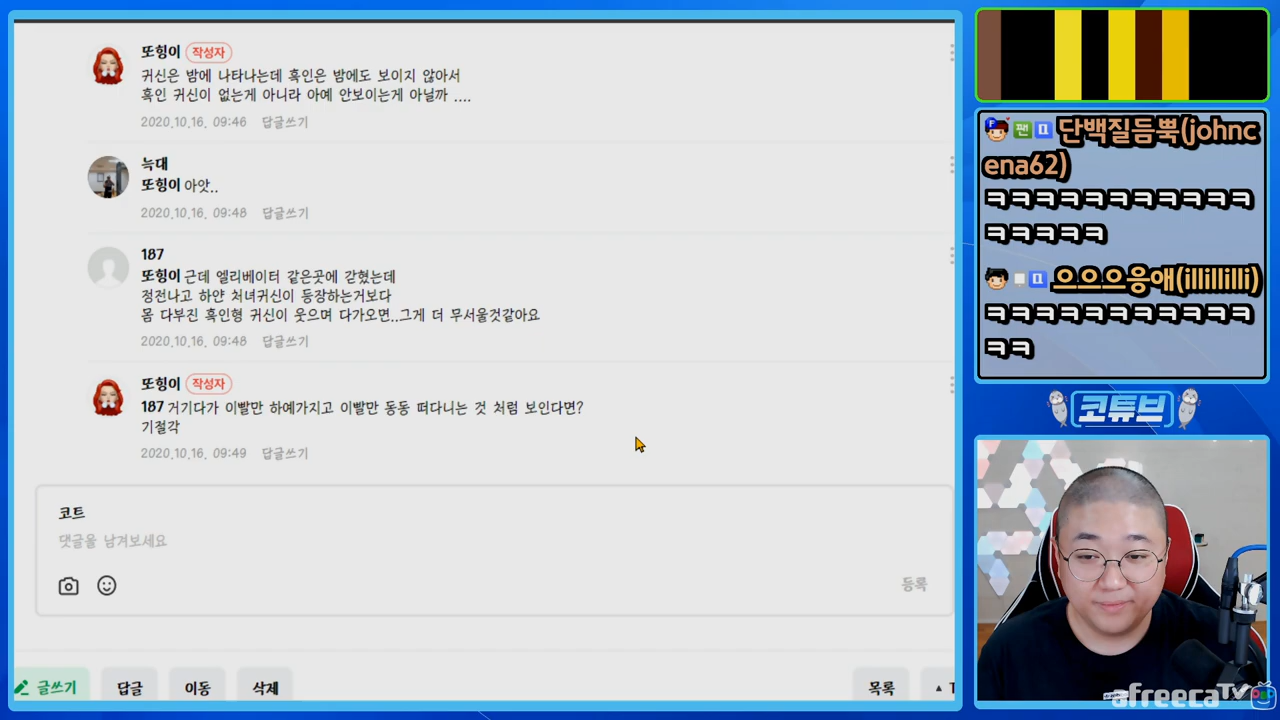 또힝이 작성자
귀신은 밤에 나타나는데 흑인은 밤에도 보이지 않아서
흑인 귀신이 없는게 아니라 아예 안보이는게 아닐까 ....
2020.10.16. 09:46 답글쓰기
늑대
또힝이 아앗..
2020.10.16. 09:48 답글쓰기
187
또힝이 근데 엘리베이터 같은곳에 갇혔는데
정전나고 하얀 처녀귀신이 등장하는거보다
몸 다부진 흑인형 귀신이 웃으며 다가오면..그게 더 무서울것같아요
2020.10.16. 09:48 답글쓰기
또힝이 작성자
187 거기다가 이빨만 하예가지고 이빨만 동동 떠다니는 것 처럼 보인다면?
기절각
2020.10.16. 09:49 답글쓰기
코트
댓글을 남겨보세요
등록
글쓰기 답글 이동 삭제 목록 ▲ T
F 팬 단백질듬뿍(johnc
ena62)
ㅋㅋㅋㅋㅋㅋㅋㅋㅋㅋㅋ
ㅋㅋㅋㅋㅋ
으으으응애(illillilli)
ㅋㅋㅋㅋㅋㅋㅋㅋㅋㅋㅋ
ㅋㅋ
코튜브
afreecaTV